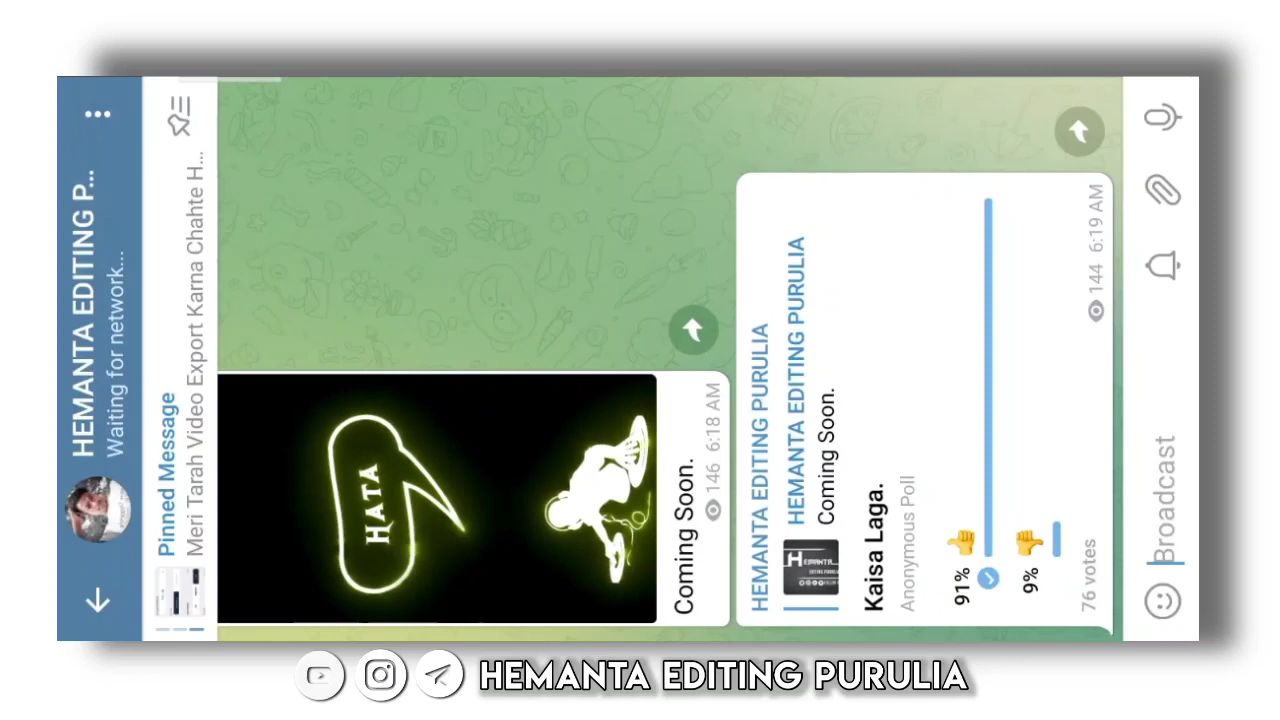 HEMANTA EDITING P...
Waiting for network...
Pinned Message
Meri Tarah Video Export Karna Chahte H...
HATA
Coming Soon.
146 6:18 AM
HEMANTA EDITING PURULIA
HEMANTA EDITING PURULIA
Coming Soon.
HEMANTA
Kaisa Laga.
Anonymous Poll
91% 👍
9% 👎
76 votes
144 6:19 AM
Broadcast
HEMANTA EDITING PURULIA